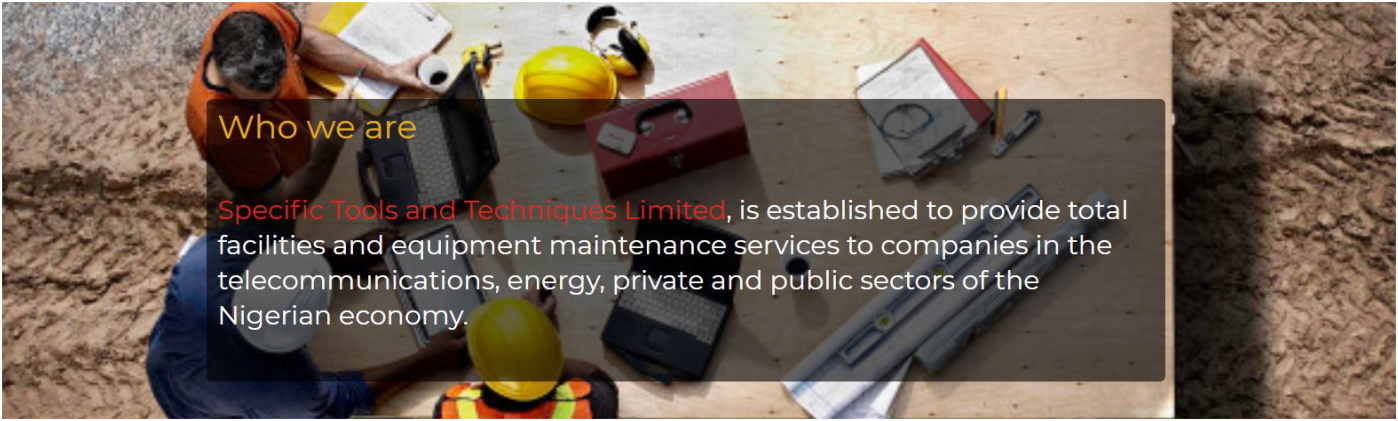 Who we are
Specific Tools and Techniques Limited, is established to provide total
facilities and equipment maintenance services to companies in the
telecommunications, energy, private and public sectors of the
Nigerian economy.